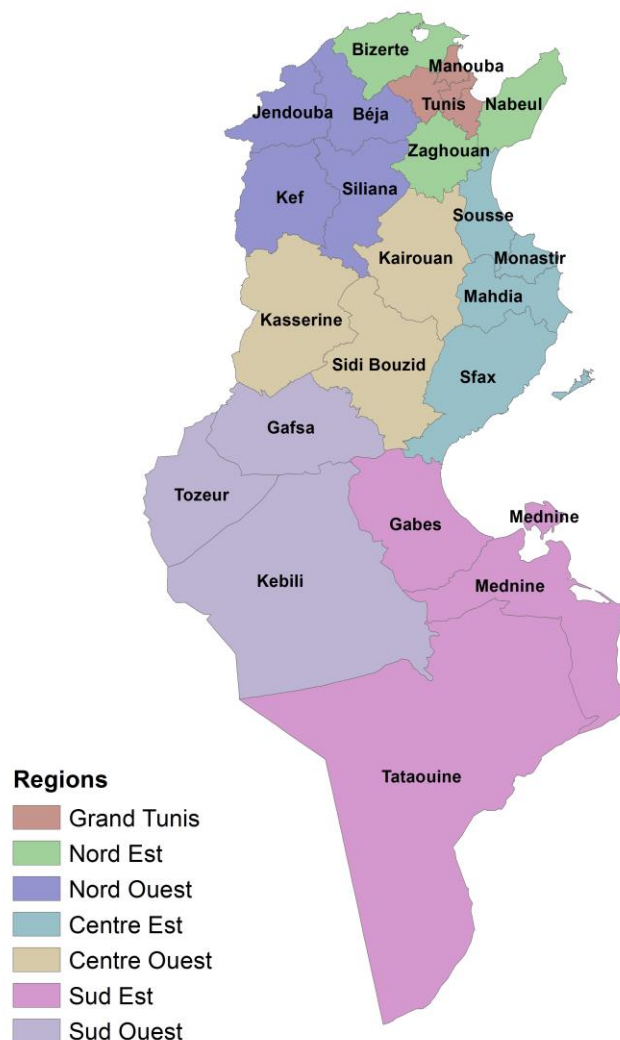 Bizerte
Manouba
Tunis
Nabeul
Jendouba
Béja
Zaghouan
Kef
Siliana
Sousse
Kairouan
Monastir
Mahdia
Kasserine
Sidi Bouzid
Sfax
Gafsa
Tozeur
Gabes
Mednine
Kebili
Mednine
Tataouine
Regions
Grand Tunis
Nord Est
Nord Ouest
Centre Est
Centre Ouest
Sud Est
Sud Ouest